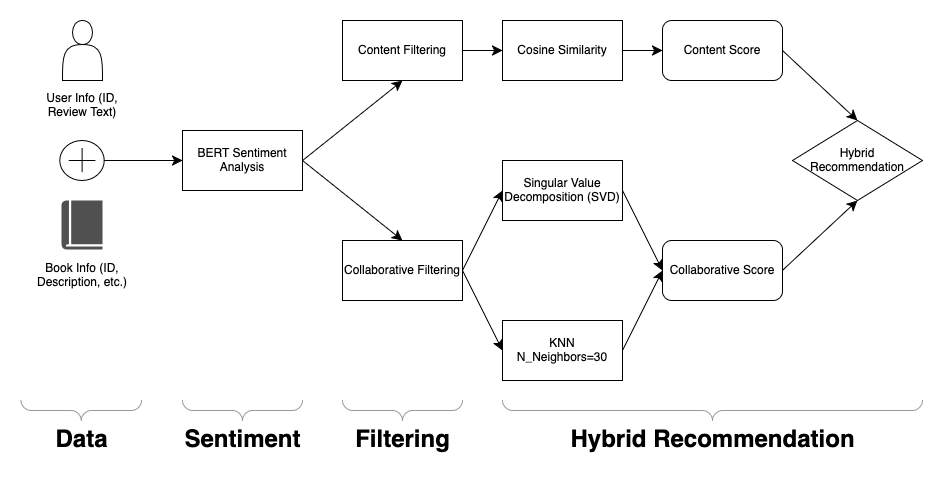 User Info (ID,
Review Text)
Book Info (ID,
Description, etc.)
BERT Sentiment
Analysis
Content Filtering
Collaborative Filtering
Cosine Similarity
Singular Value
Decomposition (SVD)
KNN
N_Neighbors=30
Content Score
Collaborative Score
Hybrid
Recommendation
Data
Sentiment
Filtering
Hybrid Recommendation